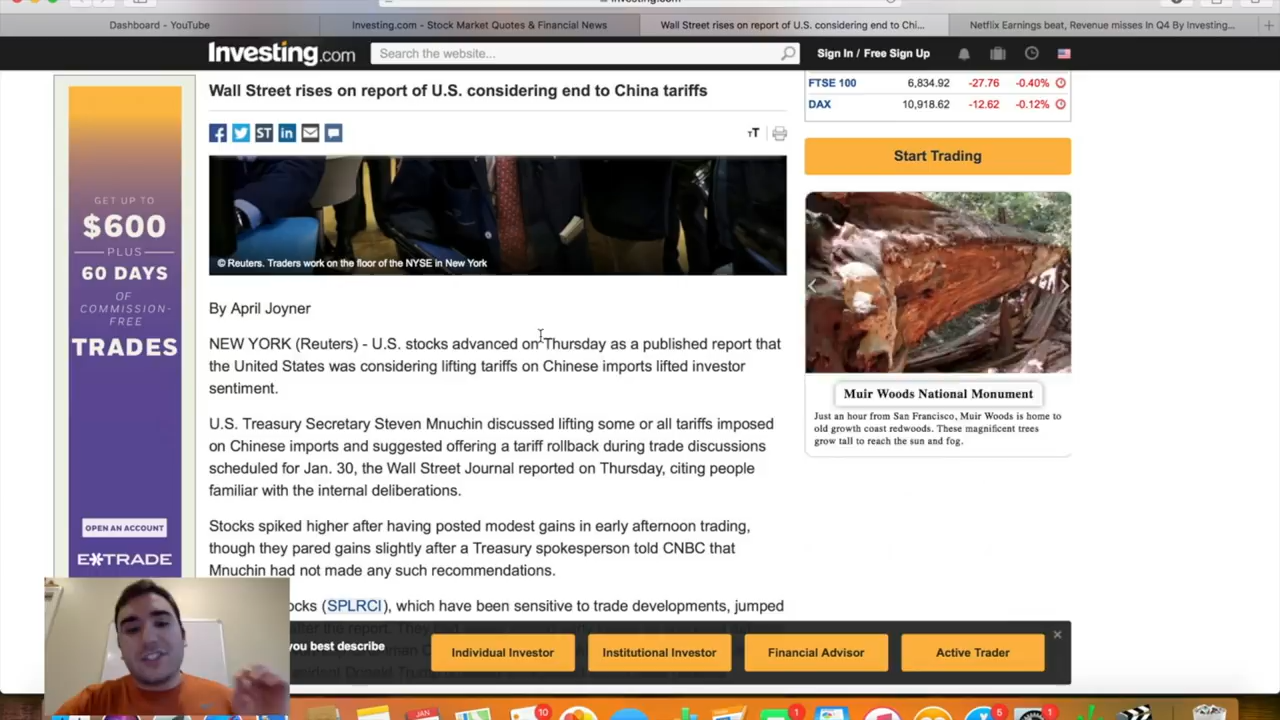 Dashboard - YouTube
Investing.com - Stock Market Quotes & Financial News
Wall Street rises on report of U.S. considering end to Chi...
Netflix Earnings beat, Revenue misses In Q4 By Investing...
Investing.com
Search the website...
Sign In / Free Sign Up
Wall Street rises on report of U.S. considering end to China tariffs
FTSE 100 6,834.92 -27.76 -0.40%
DAX 10,918.62 -12.62 -0.12%
ST in
TT
Start Trading
GET UP TO
$600
PLUS
60 DAYS
OF
COMMISSION-
FREE
TRADES
OPEN AN ACCOUNT
E*TRADE
© Reuters. Traders work on the floor of the NYSE in New York
By April Joyner
NEW YORK (Reuters) - U.S. stocks advanced on Thursday as a published report that
the United States was considering lifting tariffs on Chinese imports lifted investor
sentiment.
U.S. Treasury Secretary Steven Mnuchin discussed lifting some or all tariffs imposed
on Chinese imports and suggested offering a tariff rollback during trade discussions
scheduled for Jan. 30, the Wall Street Journal reported on Thursday, citing people
familiar with the internal deliberations.
Stocks spiked higher after having posted modest gains in early afternoon trading,
though they pared gains slightly after a Treasury spokesperson told CNBC that
Mnuchin had not made any such recommendations.
(SPLRCI), which have been sensitive to trade developments, jumped
Muir Woods National Monument
Just an hour from San Francisco, Muir Woods is home to
old growth coast redwoods. These magnificent trees
grow tall to reach the sun and fog.
you best describe
Individual Investor
Institutional Investor
Financial Advisor
Active Trader
JAN
10
1
5
1